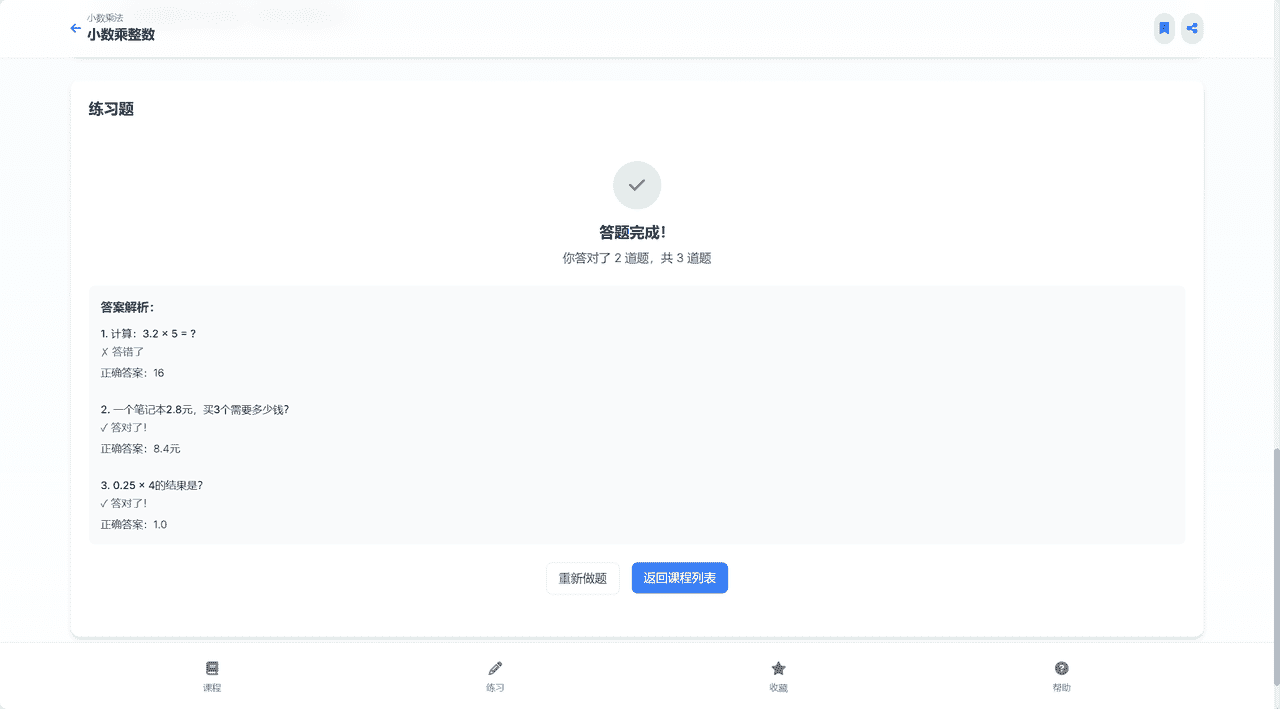 小数乘法
小数乘整数
练习题
答题完成！
你答对了 2 道题，共 3 道题
答案解析：
1. 计算：3.2 × 5 = ?
✗ 答错了
正确答案：16
2. 一个笔记本2.8元，买3个需要多少钱?
✓ 答对了!
正确答案：8.4元
3. 0.25 × 4的结果是?
✓ 答对了!
正确答案：1.0
重新做题
返回课程列表
课程
练习
收藏
帮助